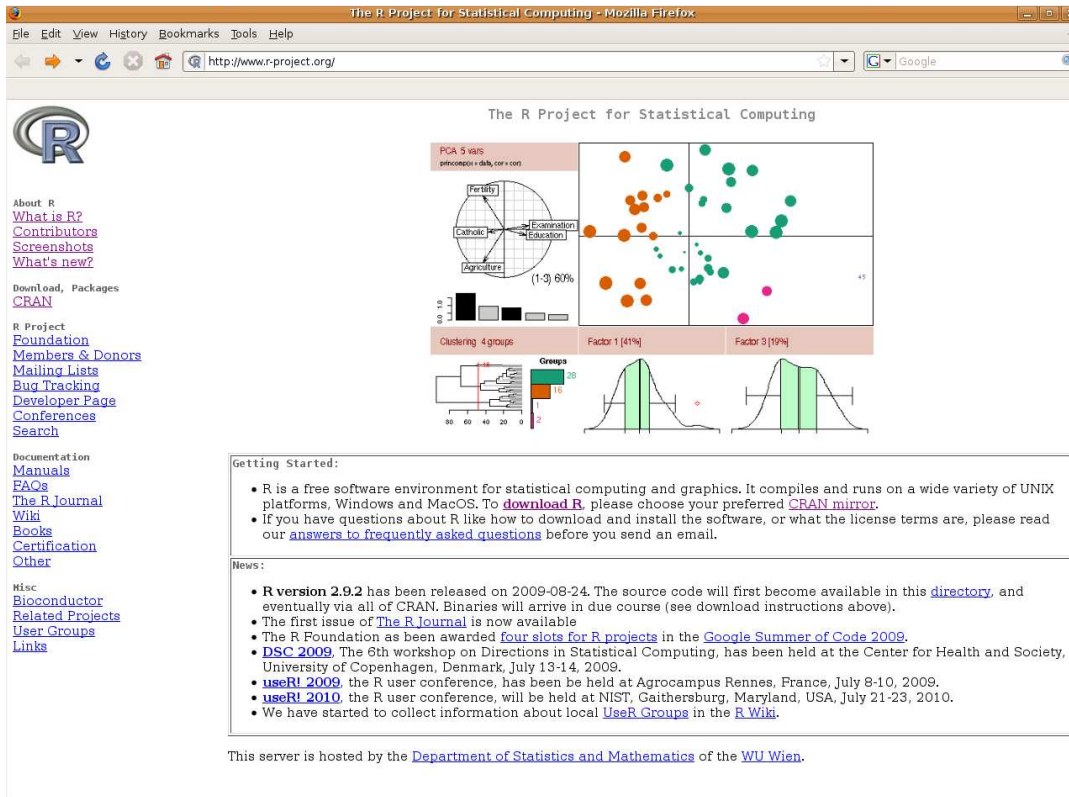 The R Project for Statistical Computing - Mozilla Firefox
File Edit View History Bookmarks Tools Help
http://www.r-project.org/
G Google
R
The R Project for Statistical Computing
PCA 5 vars
princomp(x = data, cor = cor)
Fertility
Catholic
Examination
Education
Agriculture
(1-3) 60%
0.0 1.0
Clustering 4 groups
Factor 1 [41%]
Factor 3 [19%]
Groups
28
16
1
2
80 60 40 20 0
About R
What is R?
Contributors
Screenshots
What's new?
Download, Packages
CRAN
R Project
Foundation
Members & Donors
Mailing Lists
Bug Tracking
Developer Page
Conferences
Search
Documentation
Manuals
FAQs
The R Journal
Wiki
Books
Certification
Other
Misc
Bioconductor
Related Projects
User Groups
Links
Getting Started:
• R is a free software environment for statistical computing and graphics. It compiles and runs on a wide variety of UNIX
platforms, Windows and MacOS. To download R, please choose your preferred CRAN mirror.
• If you have questions about R like how to download and install the software, or what the license terms are, please read
our answers to frequently asked questions before you send an email.
News:
• R version 2.9.2 has been released on 2009-08-24. The source code will first become available in this directory, and
eventually via all of CRAN. Binaries will arrive in due course (see download instructions above).
• The first issue of The R Journal is now available
• The R Foundation as been awarded four slots for R projects in the Google Summer of Code 2009.
• DSC 2009, The 6th workshop on Directions in Statistical Computing, has been held at the Center for Health and Society,
University of Copenhagen, Denmark, July 13-14, 2009.
• useR! 2009, the R user conference, has been be held at Agrocampus Rennes, France, July 8-10, 2009.
• useR! 2010, the R user conference, will be held at NIST, Gaithersburg, Maryland, USA, July 21-23, 2010.
• We have started to collect information about local UseR Groups in the R Wiki.
This server is hosted by the Department of Statistics and Mathematics of the WU Wien.